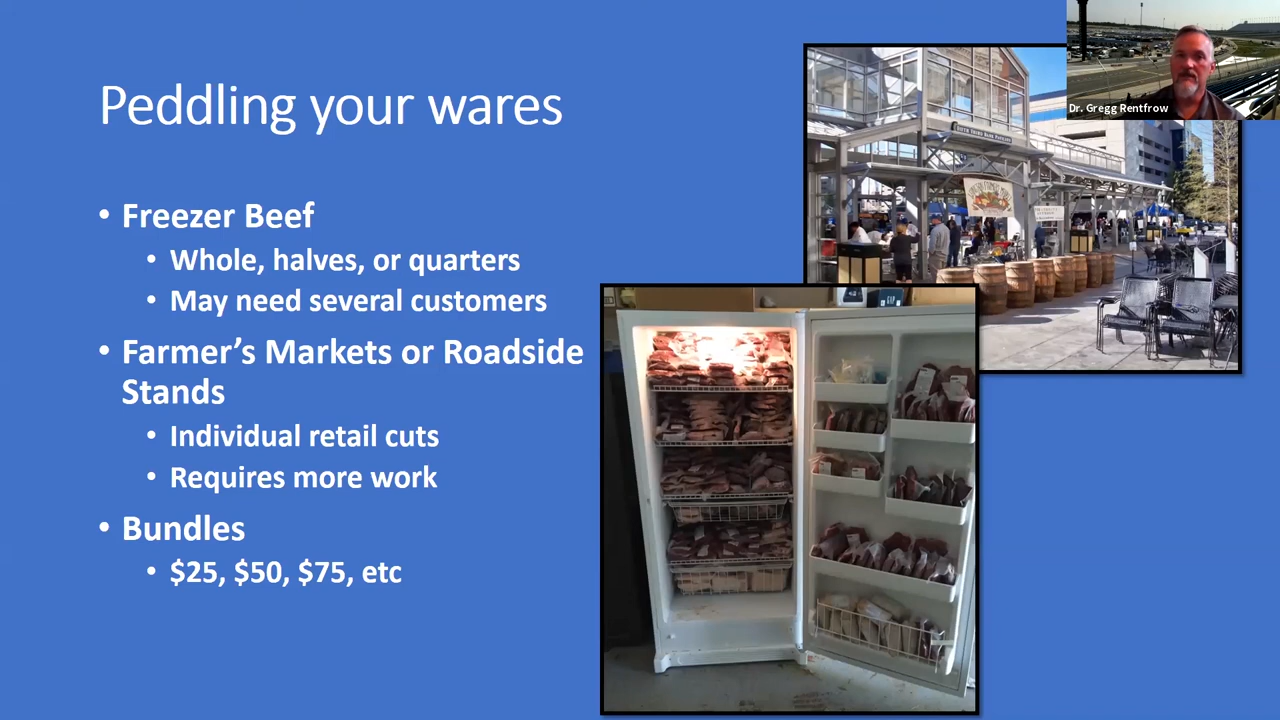 Peddling your wares
• Freezer Beef
• Whole, halves, or quarters
• May need several customers
• Farmer’s Markets or Roadside
Stands
• Individual retail cuts
• Requires more work
• Bundles
• $25, $50, $75, etc
Dr. Gregg Rentfrow